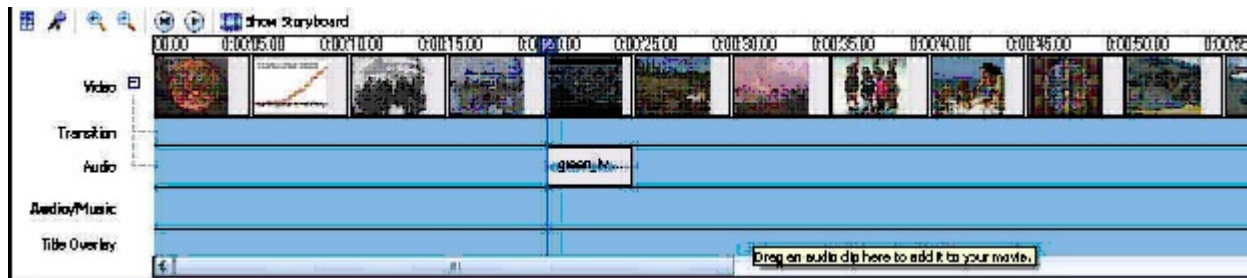 Show Storyboard
00.00 0:00:05.00 0:00:10.00 0:00:15.00 0:00:25.00 0:00:30.00 0:00:35.00 0:00:40.00 0:00:45.00 0:00:50.00
Video
Transition
Audio
Audio/Music
Title Overlay
Drag an audio clip here to add it to your movie.